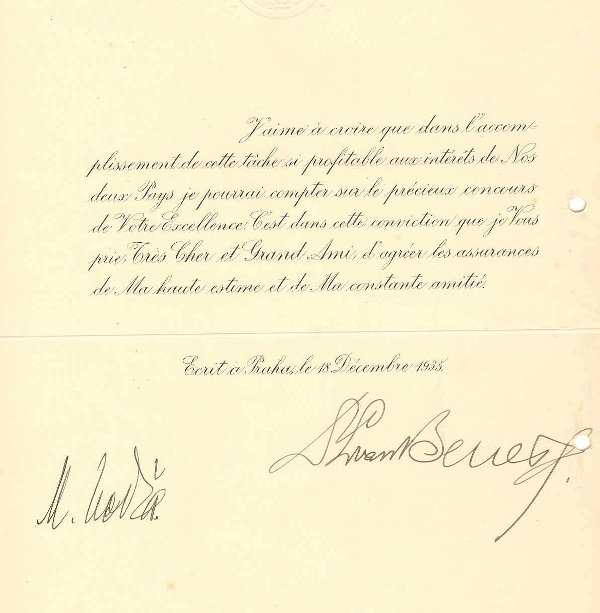 J'aime à croire que dans l'accom=
plissement de cette tâche si profitable aux intérêts de Nos
deux Pays je pourrai compter sur le précieux concours
de Votre Excellence. C'est dans cette conviction que je Vous
prie, Très Cher et Grand Ami, d'agréer les assurances
de Ma haute estime et de Ma constante amitié.
Ecrit à Praha, le 18 Décembre 1935.
Beneš.
M. Hodža.